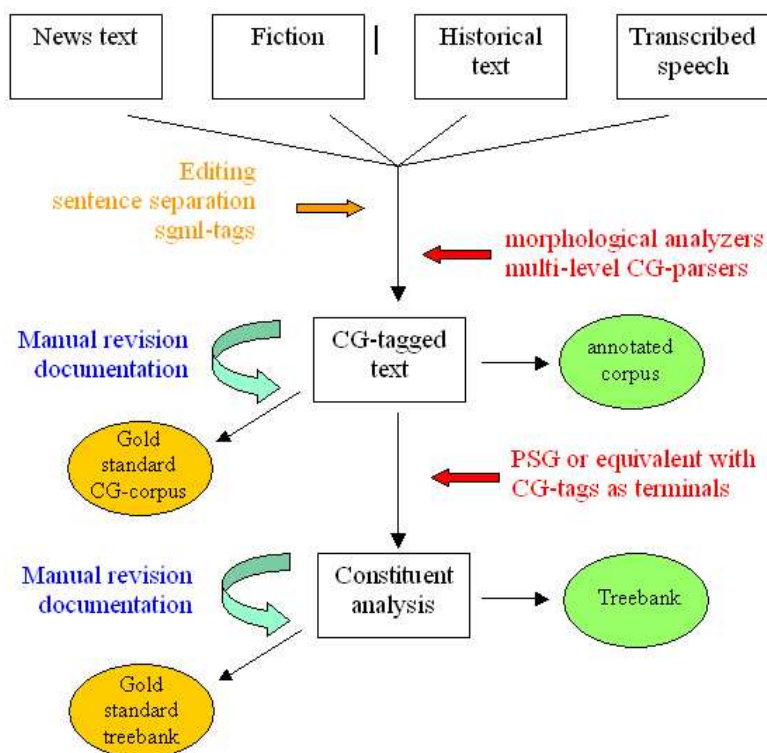 News text
Fiction
Historical
text
Transcribed
speech
Editing
sentence separation
sgml-tags
morphological analyzers
multi-level CG-parsers
Manual revision
documentation
CG-tagged
text
annotated
corpus
Gold
standard
CG-corpus
PSG or equivalent with
CG-tags as terminals
Manual revision
documentation
Constituent
analysis
Treebank
Gold
standard
treebank